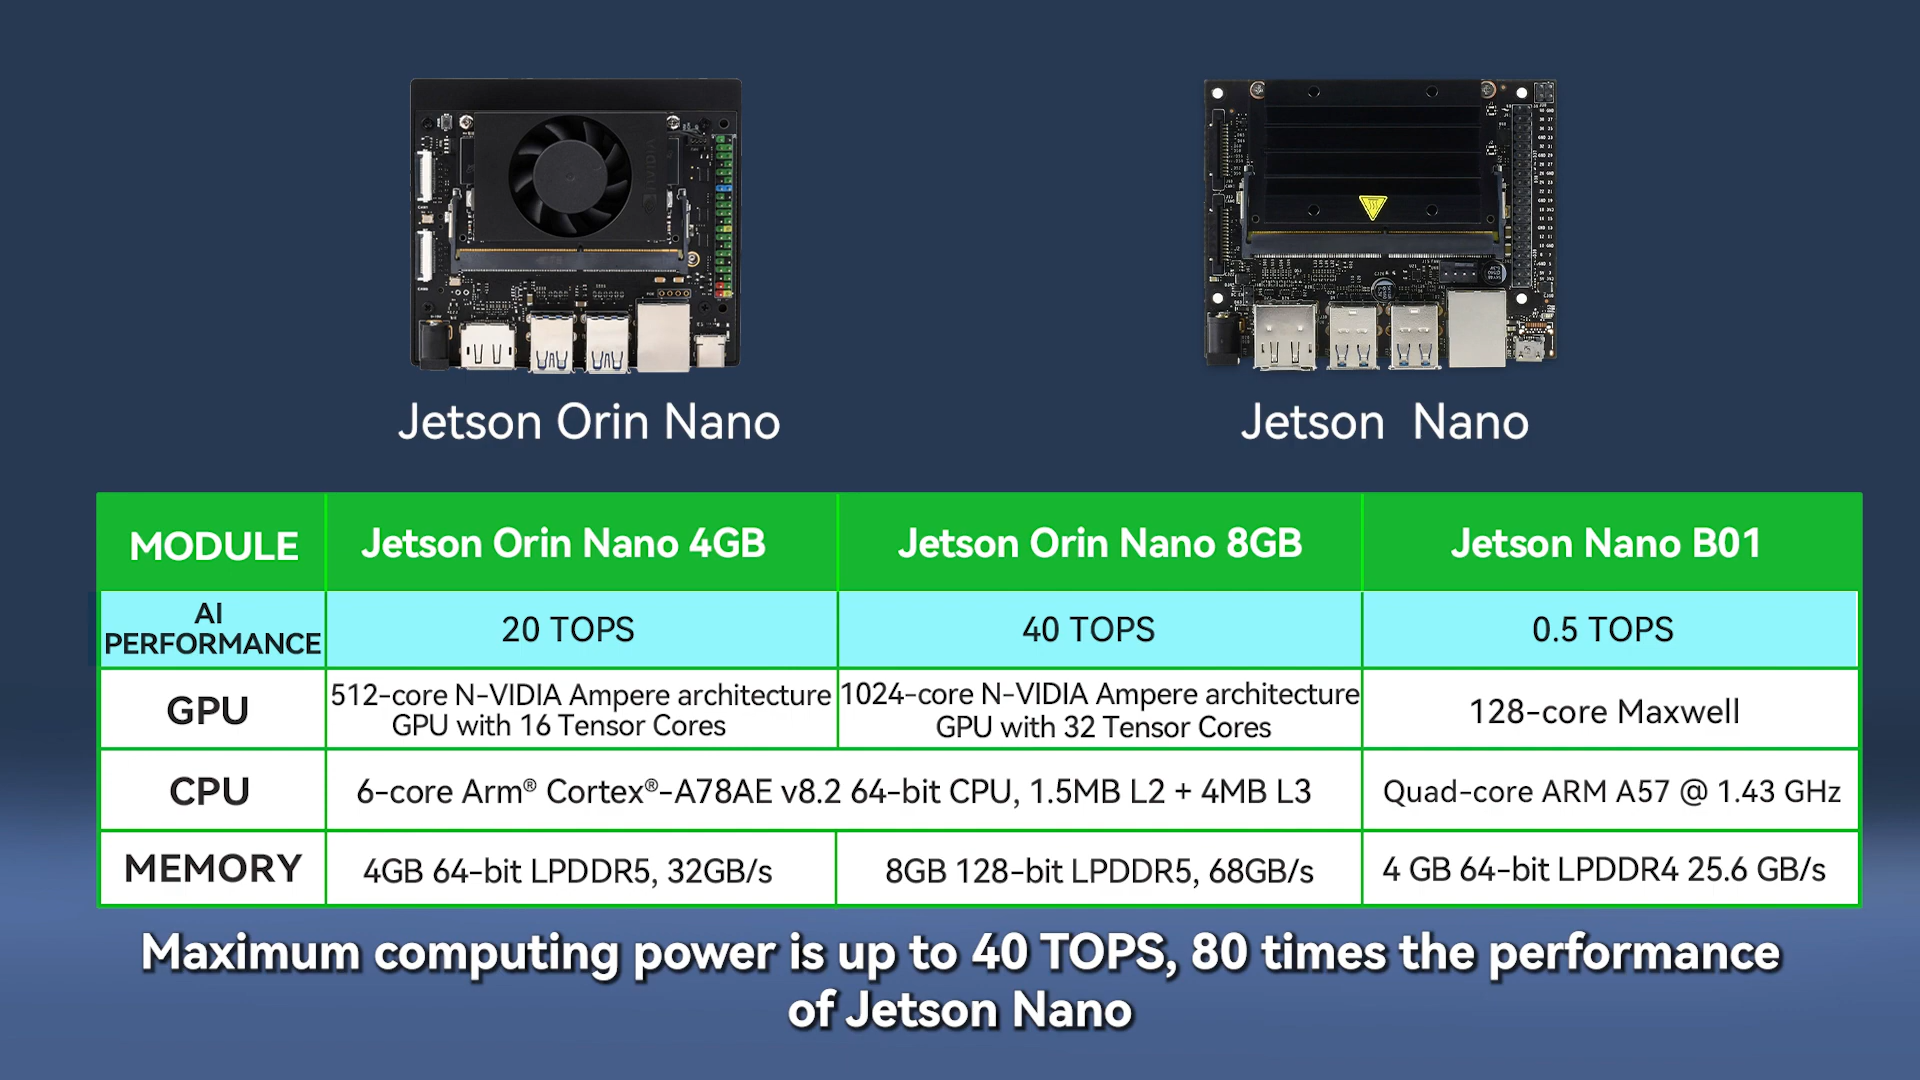 NVIDIA
Jetson Orin Nano
Jetson Nano
MODULE
Jetson Orin Nano 4GB
Jetson Orin Nano 8GB
Jetson Nano B01
AI
PERFORMANCE
20 TOPS
40 TOPS
0.5 TOPS
GPU
512-core N-VIDIA Ampere architecture
GPU with 16 Tensor Cores
1024-core N-VIDIA Ampere architecture
GPU with 32 Tensor Cores
128-core Maxwell
CPU
6-core Arm® Cortex®-A78AE v8.2 64-bit CPU, 1.5MB L2 + 4MB L3
Quad-core ARM A57 @ 1.43 GHz
MEMORY
4GB 64-bit LPDDR5, 32GB/s
8GB 128-bit LPDDR5, 68GB/s
4 GB 64-bit LPDDR4 25.6 GB/s
Maximum computing power is up to 40 TOPS, 80 times the performance
of Jetson Nano